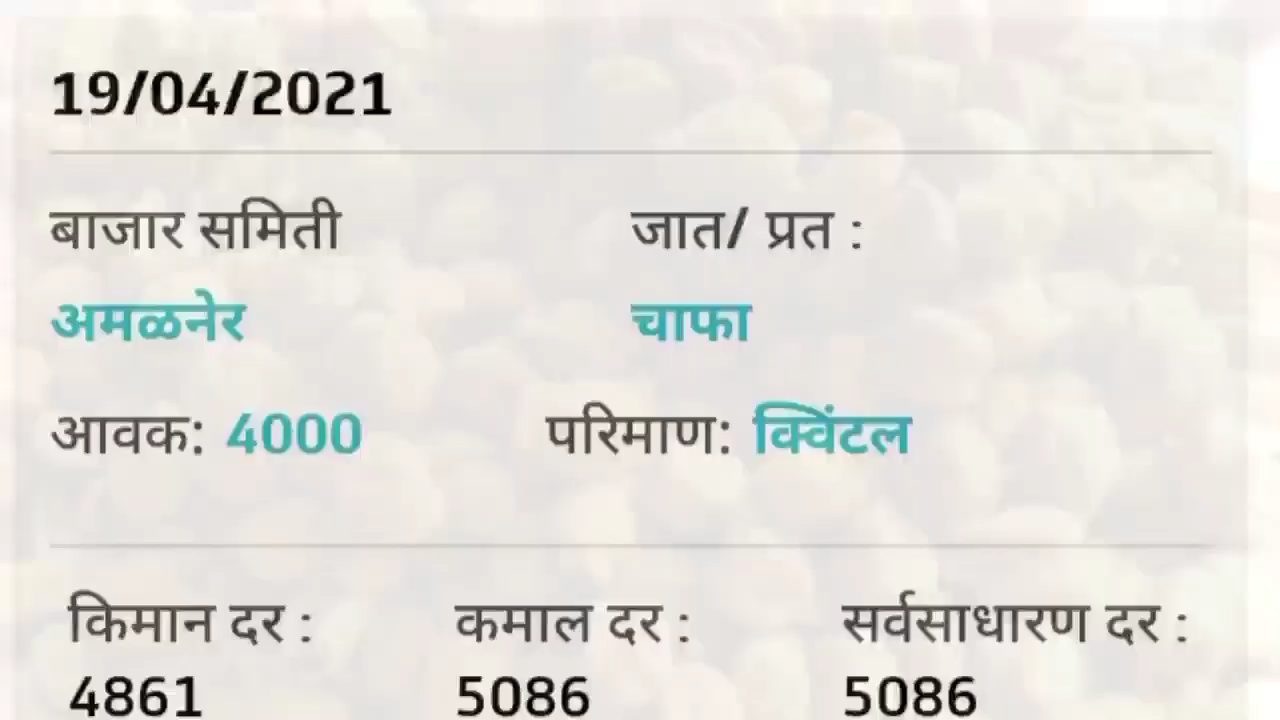 19/04/2021
बाजार समिती जात/ प्रत :
अमळनेर चाफा
आवक: 4000 परिमाण: क्विंटल
किमान दर : कमाल दर : सर्वसाधारण दर :
4861 5086 5086